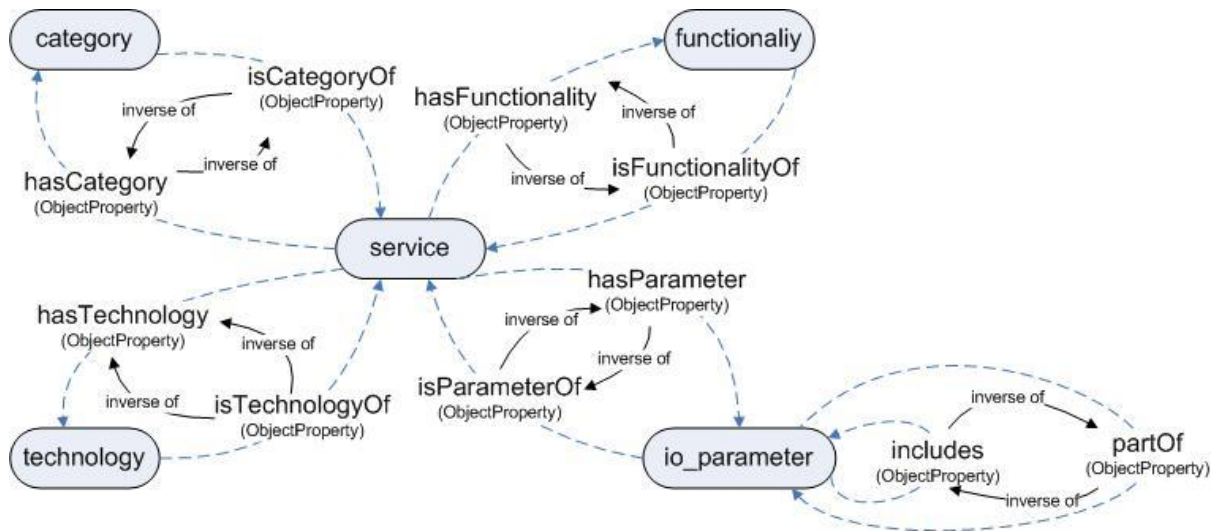 category
functionaliy
isCategoryOf
(ObjectProperty)
inverse of
hasFunctionality
(ObjectProperty)
inverse of
inverse of
hasCategory
(ObjectProperty)
inverse of
isFunctionalityOf
(ObjectProperty)
service
hasTechnology
(ObjectProperty)
inverse of
inverse of
isTechnologyOf
(ObjectProperty)
technology
hasParameter
(ObjectProperty)
inverse of
inverse of
isParameterOf
(ObjectProperty)
io_parameter
includes
(ObjectProperty)
inverse of
partOf
(ObjectProperty)
inverse of